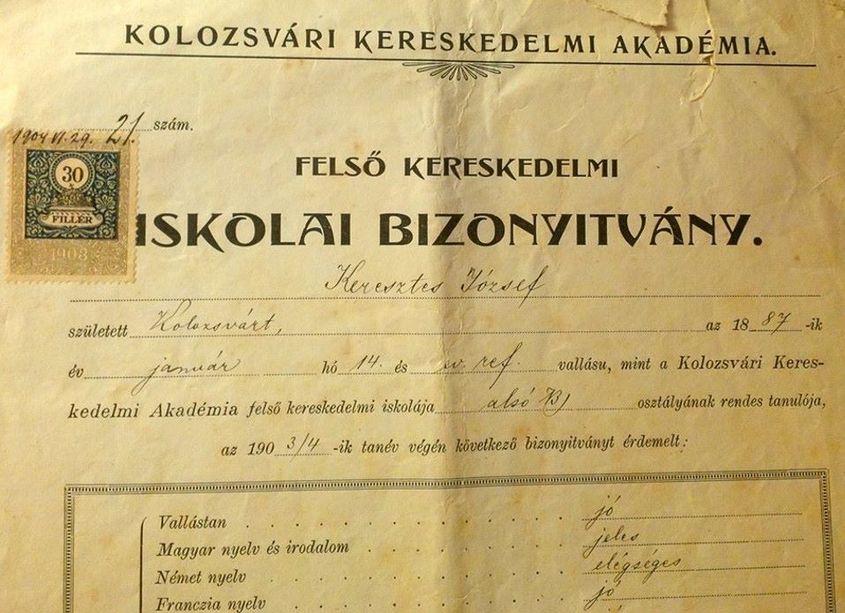 KOLOZSVÁRI KERESKEDELMI AKADÉMIA.
1904 VI. 29. 21. szám.
30
FILLÉR
1903
FELSŐ KERESKEDELMI
ISKOLAI BIZONYITVÁNY.
Keresztes József
született Kolozsvárt, az 1887-ik
év január hó 14. és ev. ref. vallásu, mint a Kolozsvári Keres-
kedelmi Akadémia felső kereskedelmi iskolája alsó B) osztályának rendes tanulója,
az 1903/4-ik tanév végén következő bizonyitványt érdemelt:
Vallástan jó
Magyar nyelv és irodalom jeles
Német nyelv elégséges
Franczia nyelv jó